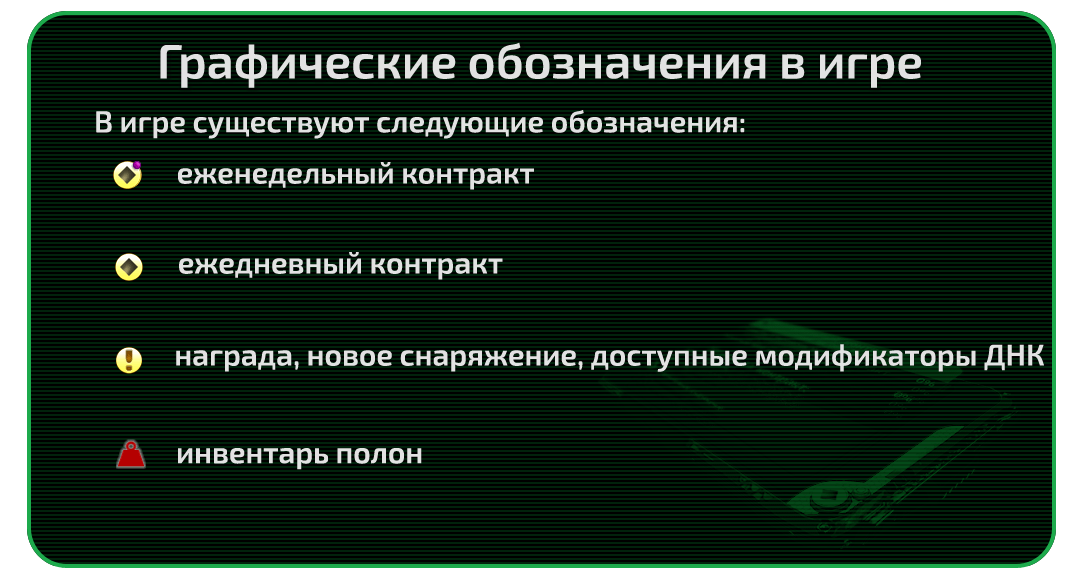 Графические обозначения в игре
В игре существуют следующие обозначения:
еженедельный контракт
ежедневный контракт
награда, новое снаряжение, доступные модификаторы ДНК
инвентарь полон